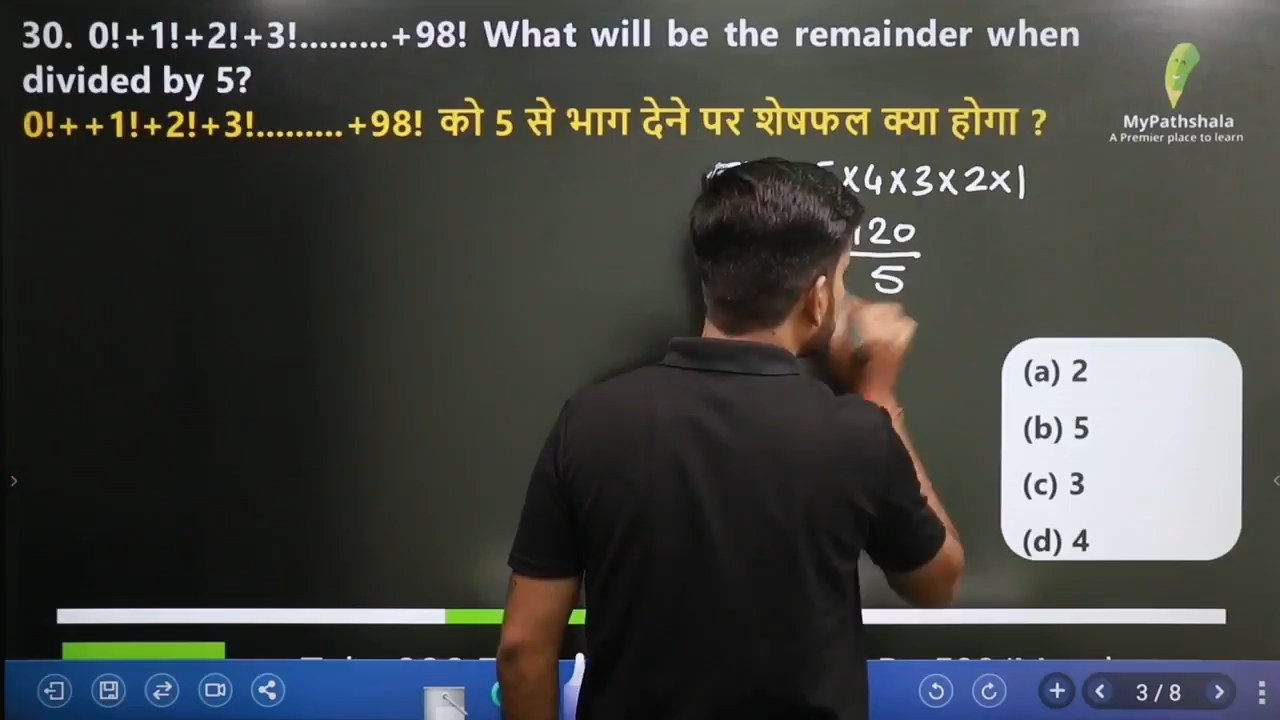 30. 0!+1!+2!+3!.........+98! What will be the remainder when
divided by 5?
0!++1!+2!+3!.........+98! को 5 से भाग देने पर शेषफल क्या होगा ?
MyPathshala
A Premier place to learn
×4×3×2×1
120
5
(a) 2
(b) 5
(c) 3
(d) 4
3 / 8